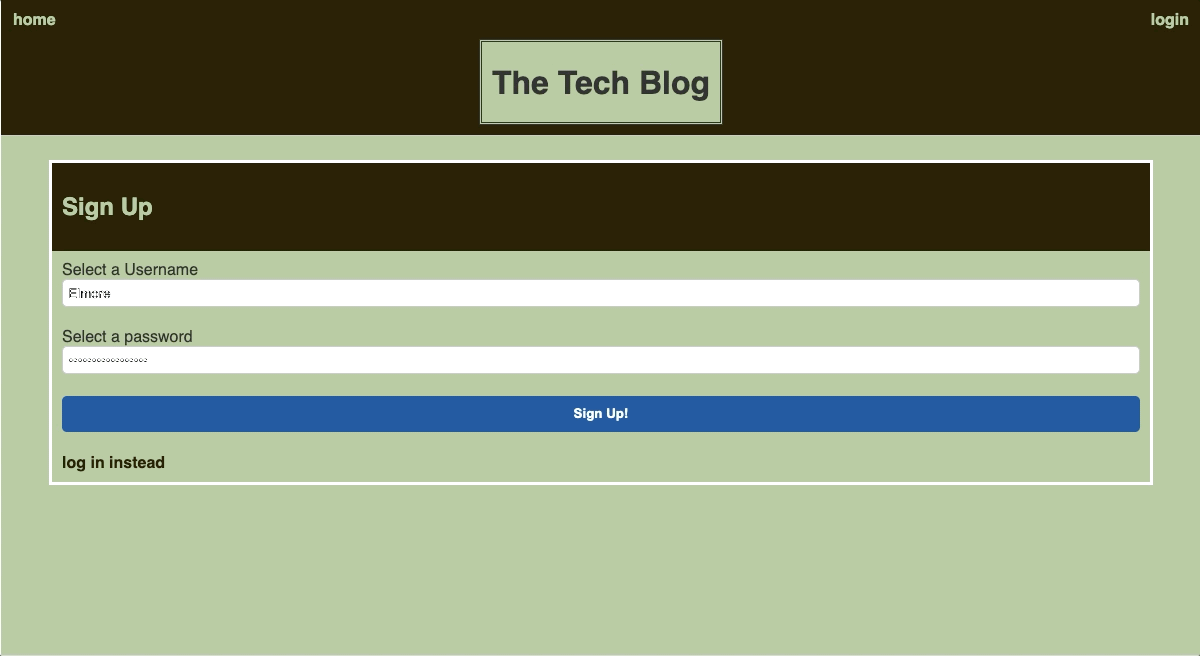 home
login
The Tech Blog
Sign Up
Select a Username
Elmore
Select a password
Sign Up!
log in instead